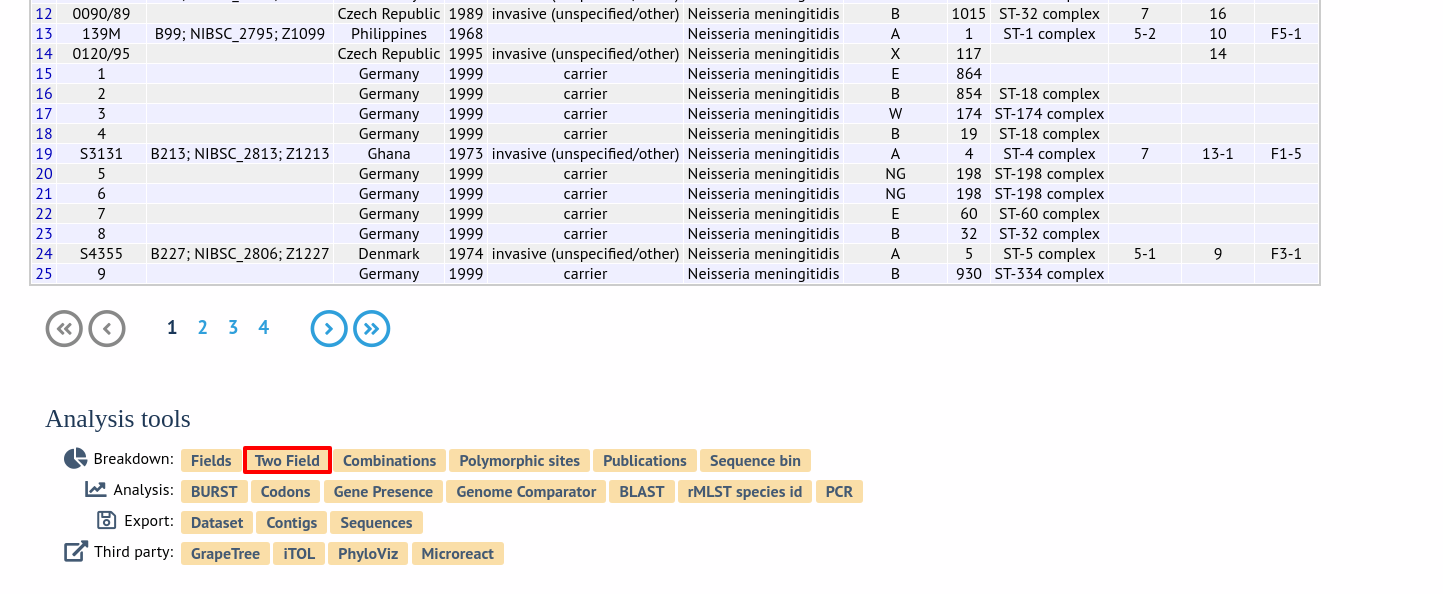 12 0090/89 Czech Republic 1989 invasive (unspecified/other) Neisseria meningitidis B 1015 ST-32 complex 7 16
13 139M B99; NIBSC_2795; Z1099 Philippines 1968 Neisseria meningitidis A 1 ST-1 complex 5-2 10 F5-1
14 0120/95 Czech Republic 1995 invasive (unspecified/other) Neisseria meningitidis X 117 14
15 1 Germany 1999 carrier Neisseria meningitidis E 864
16 2 Germany 1999 carrier Neisseria meningitidis B 854 ST-18 complex
17 3 Germany 1999 carrier Neisseria meningitidis W 174 ST-174 complex
18 4 Germany 1999 carrier Neisseria meningitidis B 19 ST-18 complex
19 S3131 B213; NIBSC_2813; Z1213 Ghana 1973 invasive (unspecified/other) Neisseria meningitidis A 4 ST-4 complex 7 13-1 F1-5
20 5 Germany 1999 carrier Neisseria meningitidis NG 198 ST-198 complex
21 6 Germany 1999 carrier Neisseria meningitidis NG 198 ST-198 complex
22 7 Germany 1999 carrier Neisseria meningitidis E 60 ST-60 complex
23 8 Germany 1999 carrier Neisseria meningitidis B 32 ST-32 complex
24 S4355 B227; NIBSC_2806; Z1227 Denmark 1974 invasive (unspecified/other) Neisseria meningitidis A 5 ST-5 complex 5-1 9 F3-1
25 9 Germany 1999 carrier Neisseria meningitidis B 930 ST-334 complex
1 2 3 4
Analysis tools
Breakdown: Fields Two Field Combinations Polymorphic sites Publications Sequence bin
Analysis: BURST Codons Gene Presence Genome Comparator BLAST rMLST species id PCR
Export: Dataset Contigs Sequences
Third party: GrapeTree iTOL PhyloViz Microreact